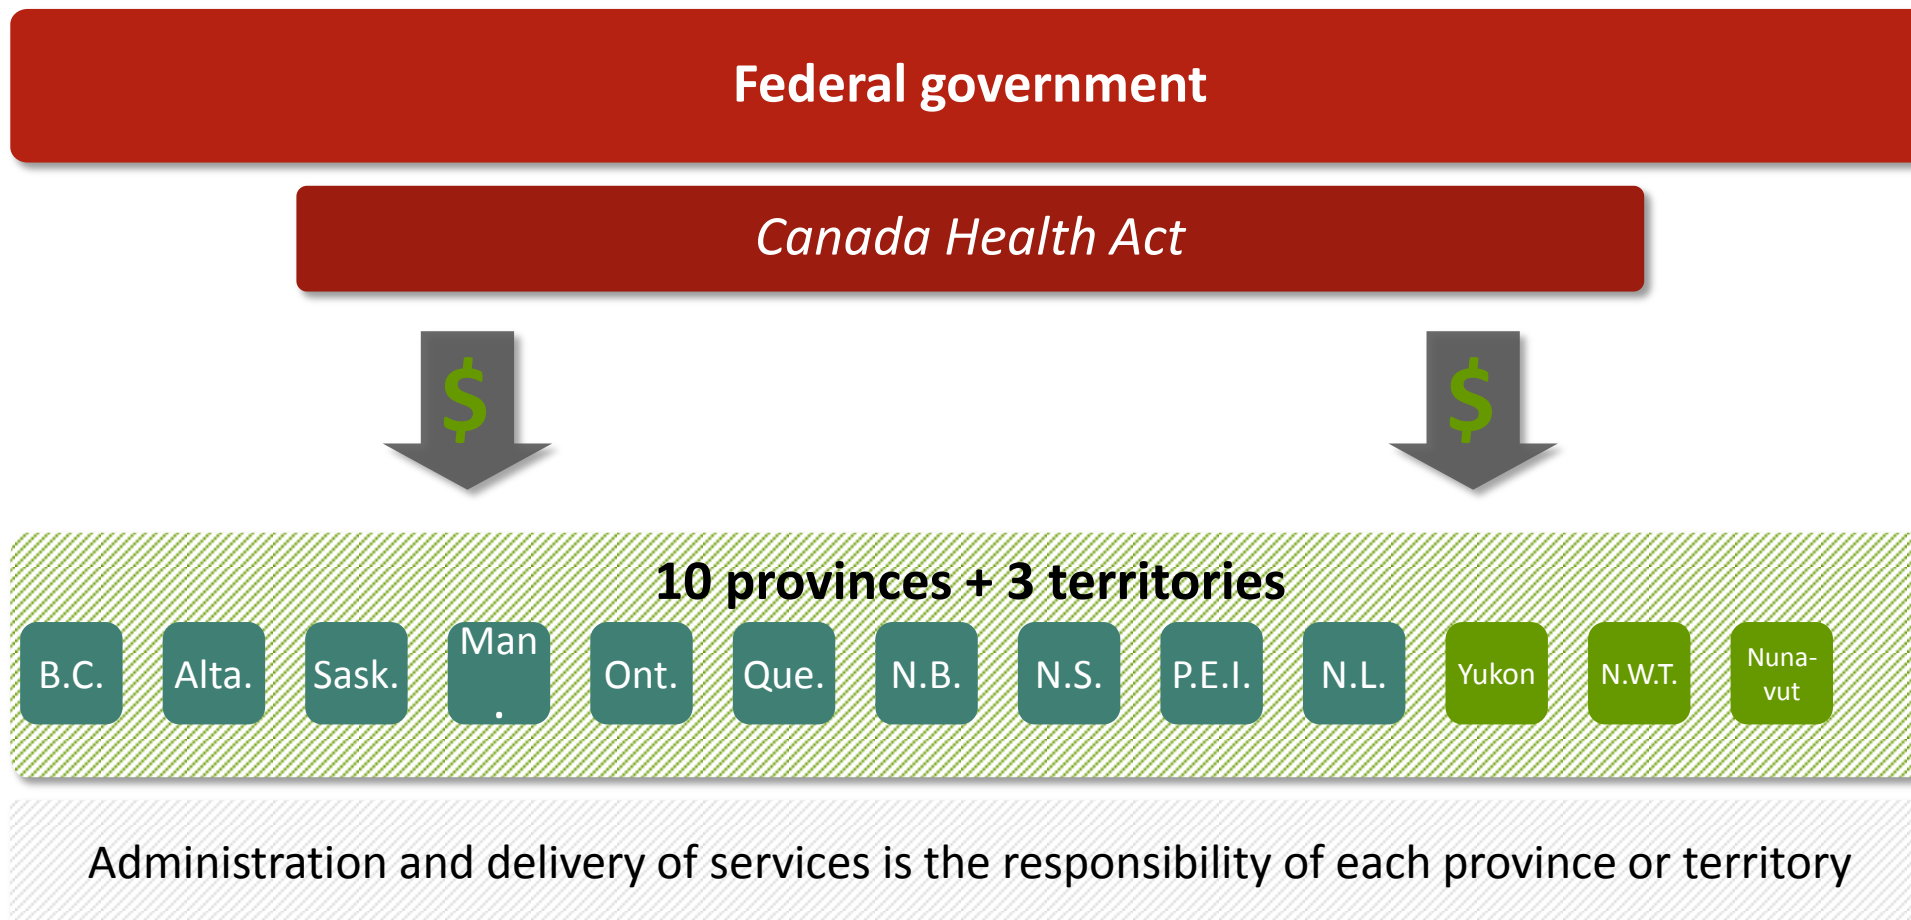 Federal government
Canada Health Act
$ $
10 provinces + 3 territories
B.C. Alta. Sask. Man
. Ont. Que. N.B. N.S. P.E.I. N.L. Yukon N.W.T. Nuna-
vut
Administration and delivery of services is the responsibility of each province or territory